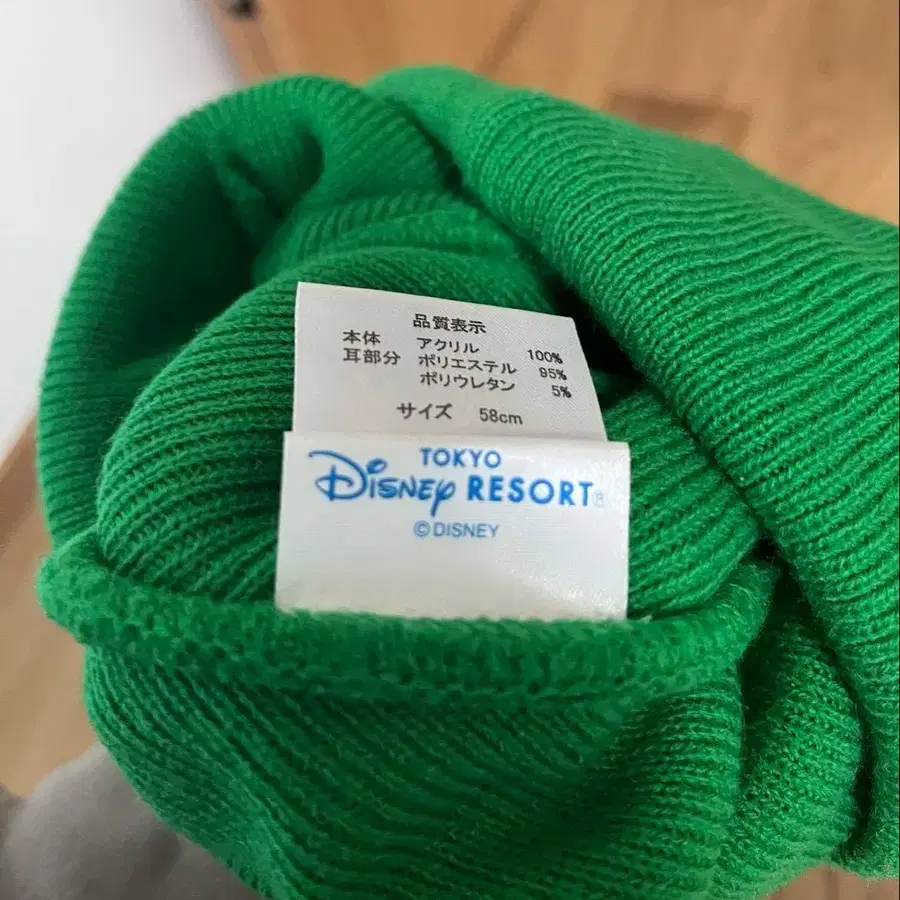 品質表示
本体 アクリル 100%
耳部分 ポリエステル 95%
ポリウレタン 5%
サイズ 58cm
TOKYO
Disney RESORT®
©DISNEY